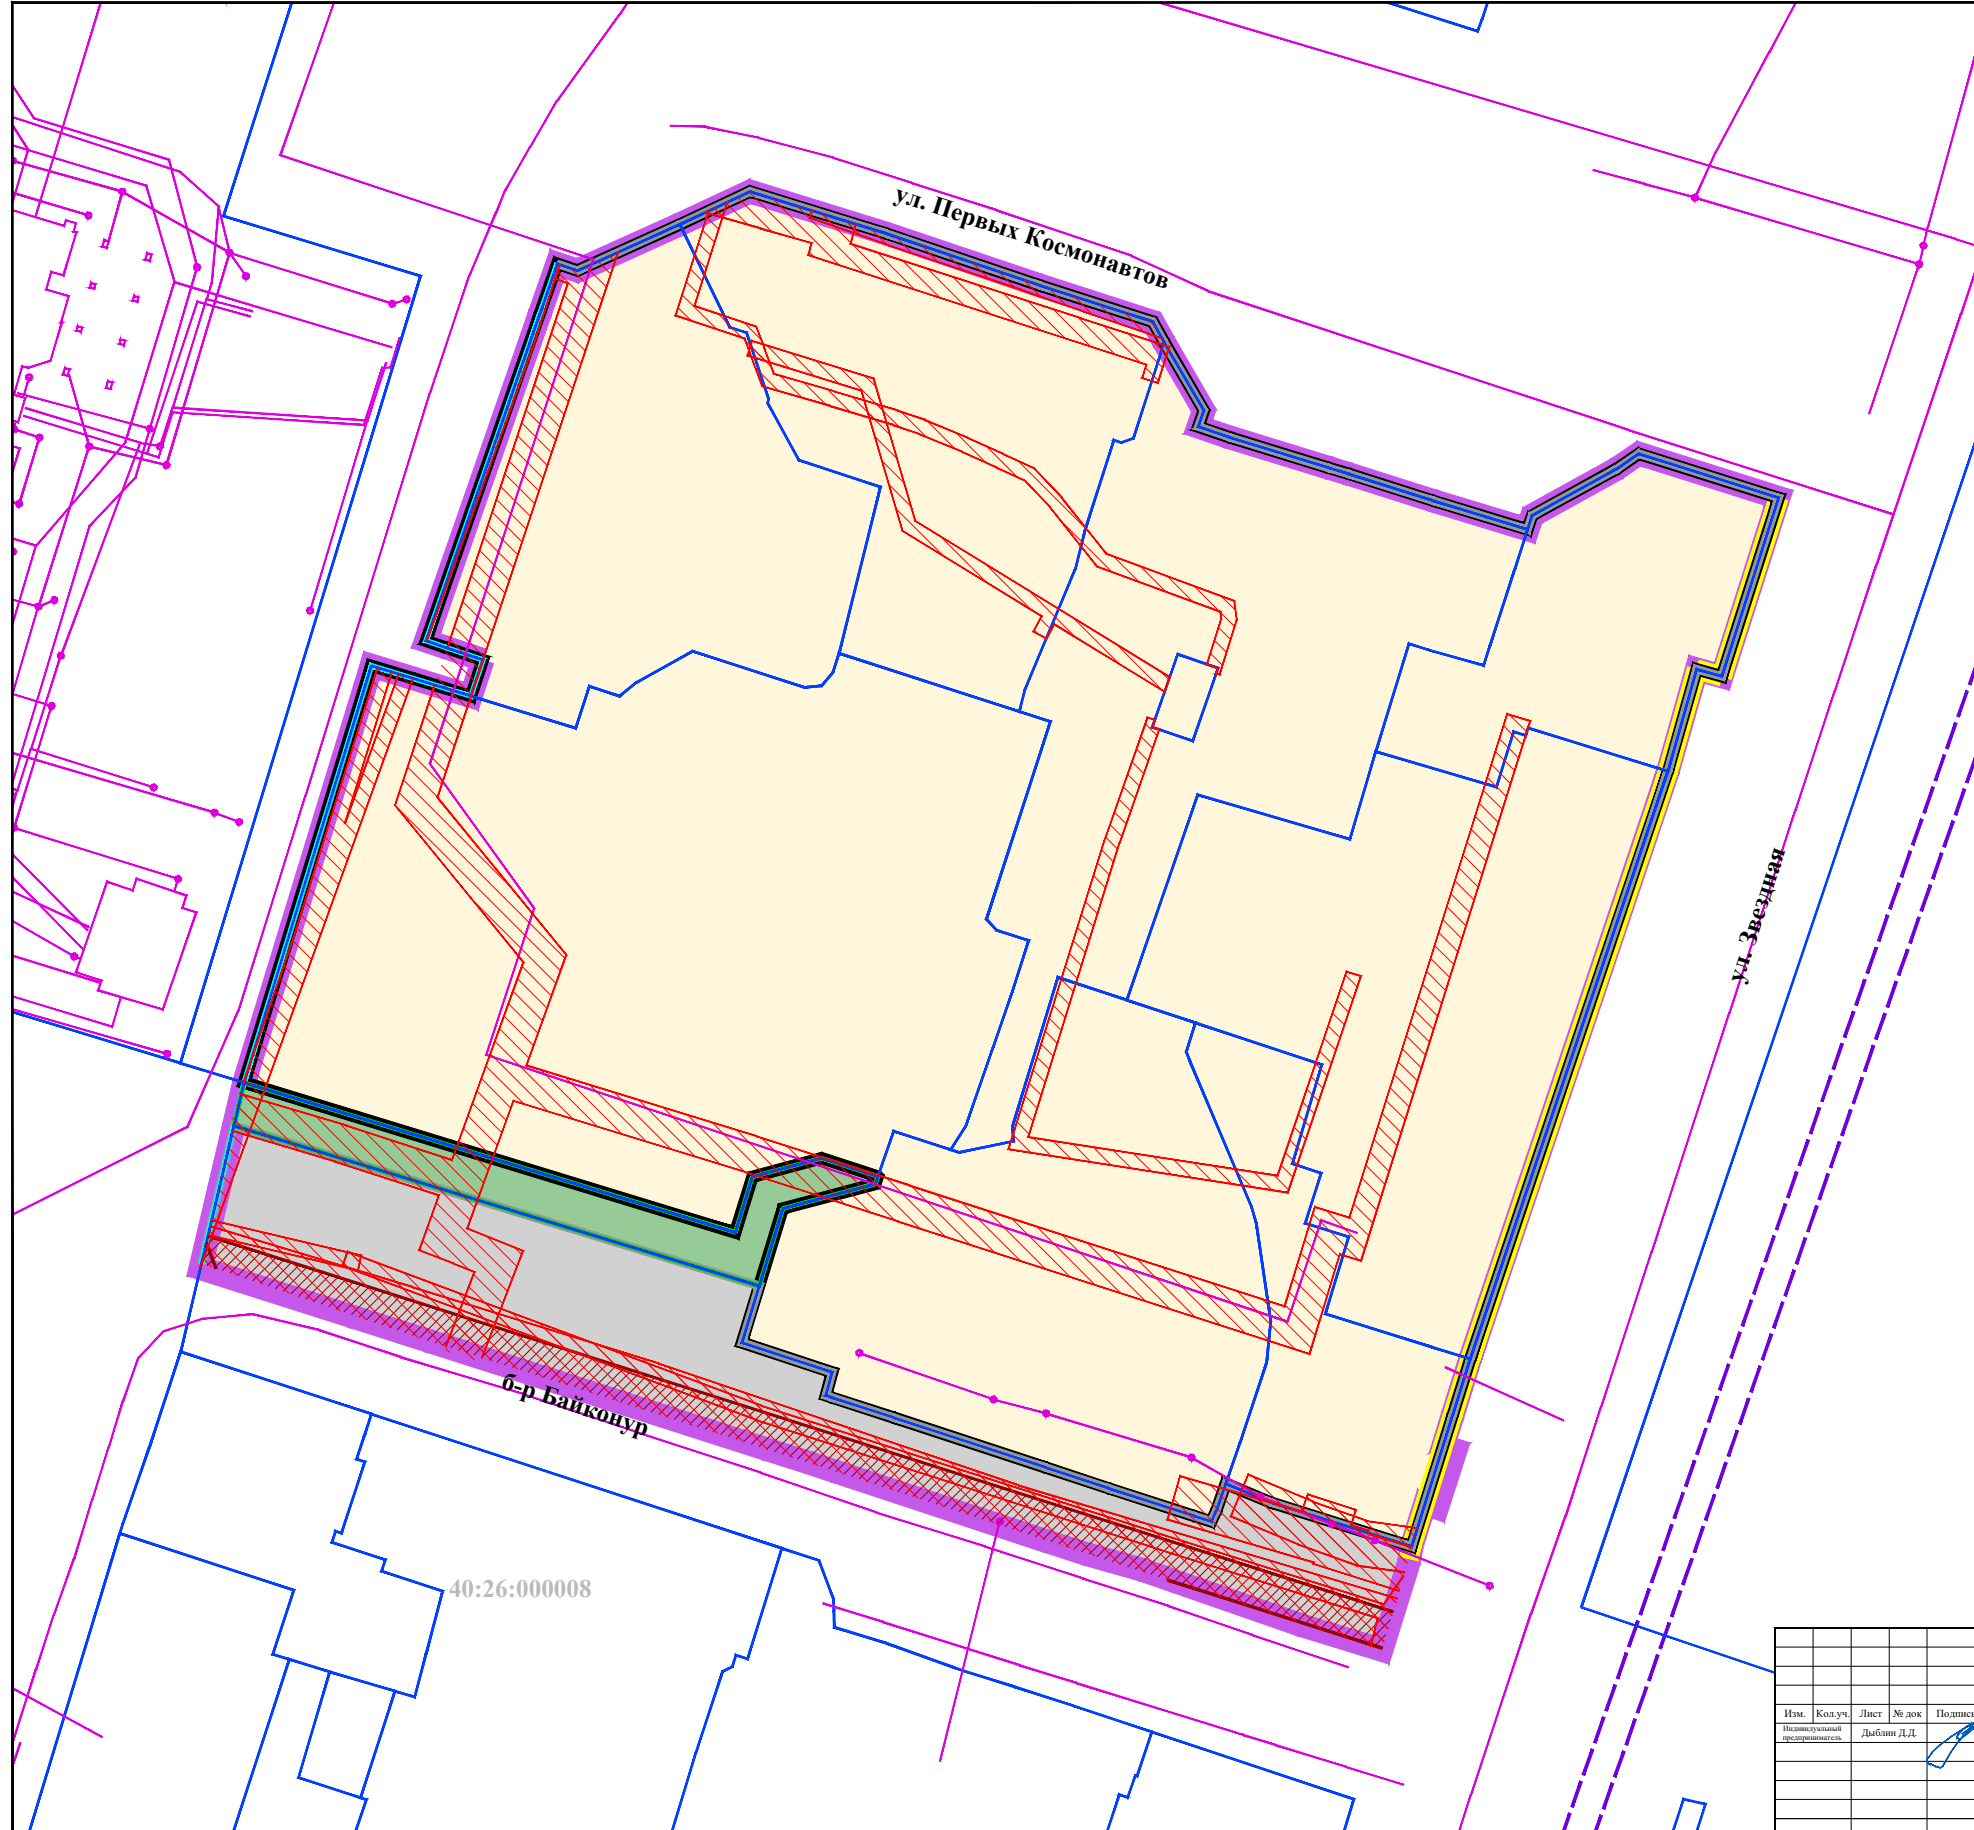 ул. Первых Космонавтов
ул. Звездная
б-р Байконур
40:26:000008
Изм. Кол.уч. Лист № док Подпись
Индивидуальный
предприниматель
Дыблин Д.Д.